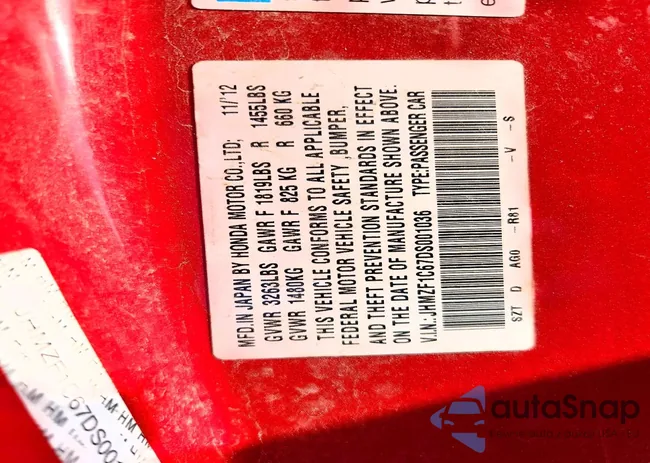 MFD.IN JAPAN BY HONDA MOTOR CO.,LTD; 11/'12
GVWR 3263LBS GAWR F 1819LBS R 1455LBS
GVWR 1480KG GAWR F 825 KG R 660 KG
THIS VEHICLE CONFORMS TO ALL APPLICABLE
FEDERAL MOTOR VEHICLE SAFETY ,BUMPER,
AND THEFT PREVENTION STANDARDS IN EFFECT
ON THE DATE OF MANUFACTURE SHOWN ABOVE.
V.I.N.: JHMZF1C67DS001036 TYPE:PASSENGER CAR
SZT D AG0 -R81 -V -S
autoSnap